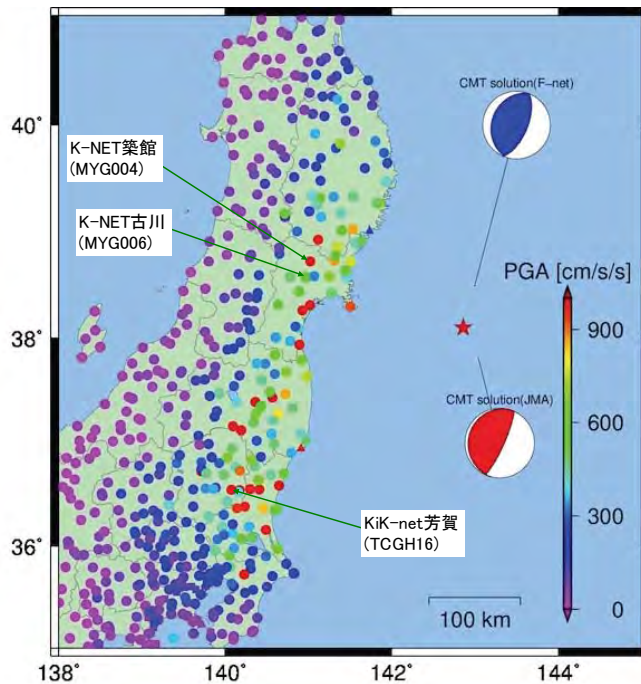 CMT solution(F-net)
40˚
K-NET築館
(MYG004)
K-NET古川
(MYG006)
PGA [cm/s/s]
900
38˚
CMT solution(JMA)
600
KiK-net芳賀
(TCGH16)
300
36˚
100 km
0
138˚ 140˚ 142˚ 144˚